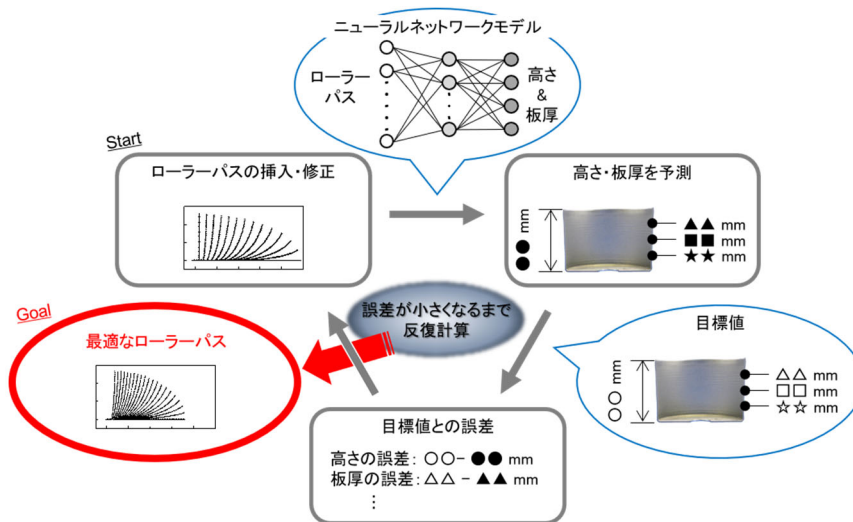 ニューラルネットワークモデル
ローラー
パス
高さ
&
板厚
Start
ローラーパスの挿入・修正
高さ・板厚を予測
●● mm
▲▲ mm
■■ mm
★★ mm
誤差が小さくなるまで
反復計算
Goal
最適なローラーパス
目標値
○○ mm
△△ mm
□□ mm
☆☆ mm
目標値との誤差
高さの誤差: ○○− ●● mm
板厚の誤差: △△ − ▲▲ mm
⋮